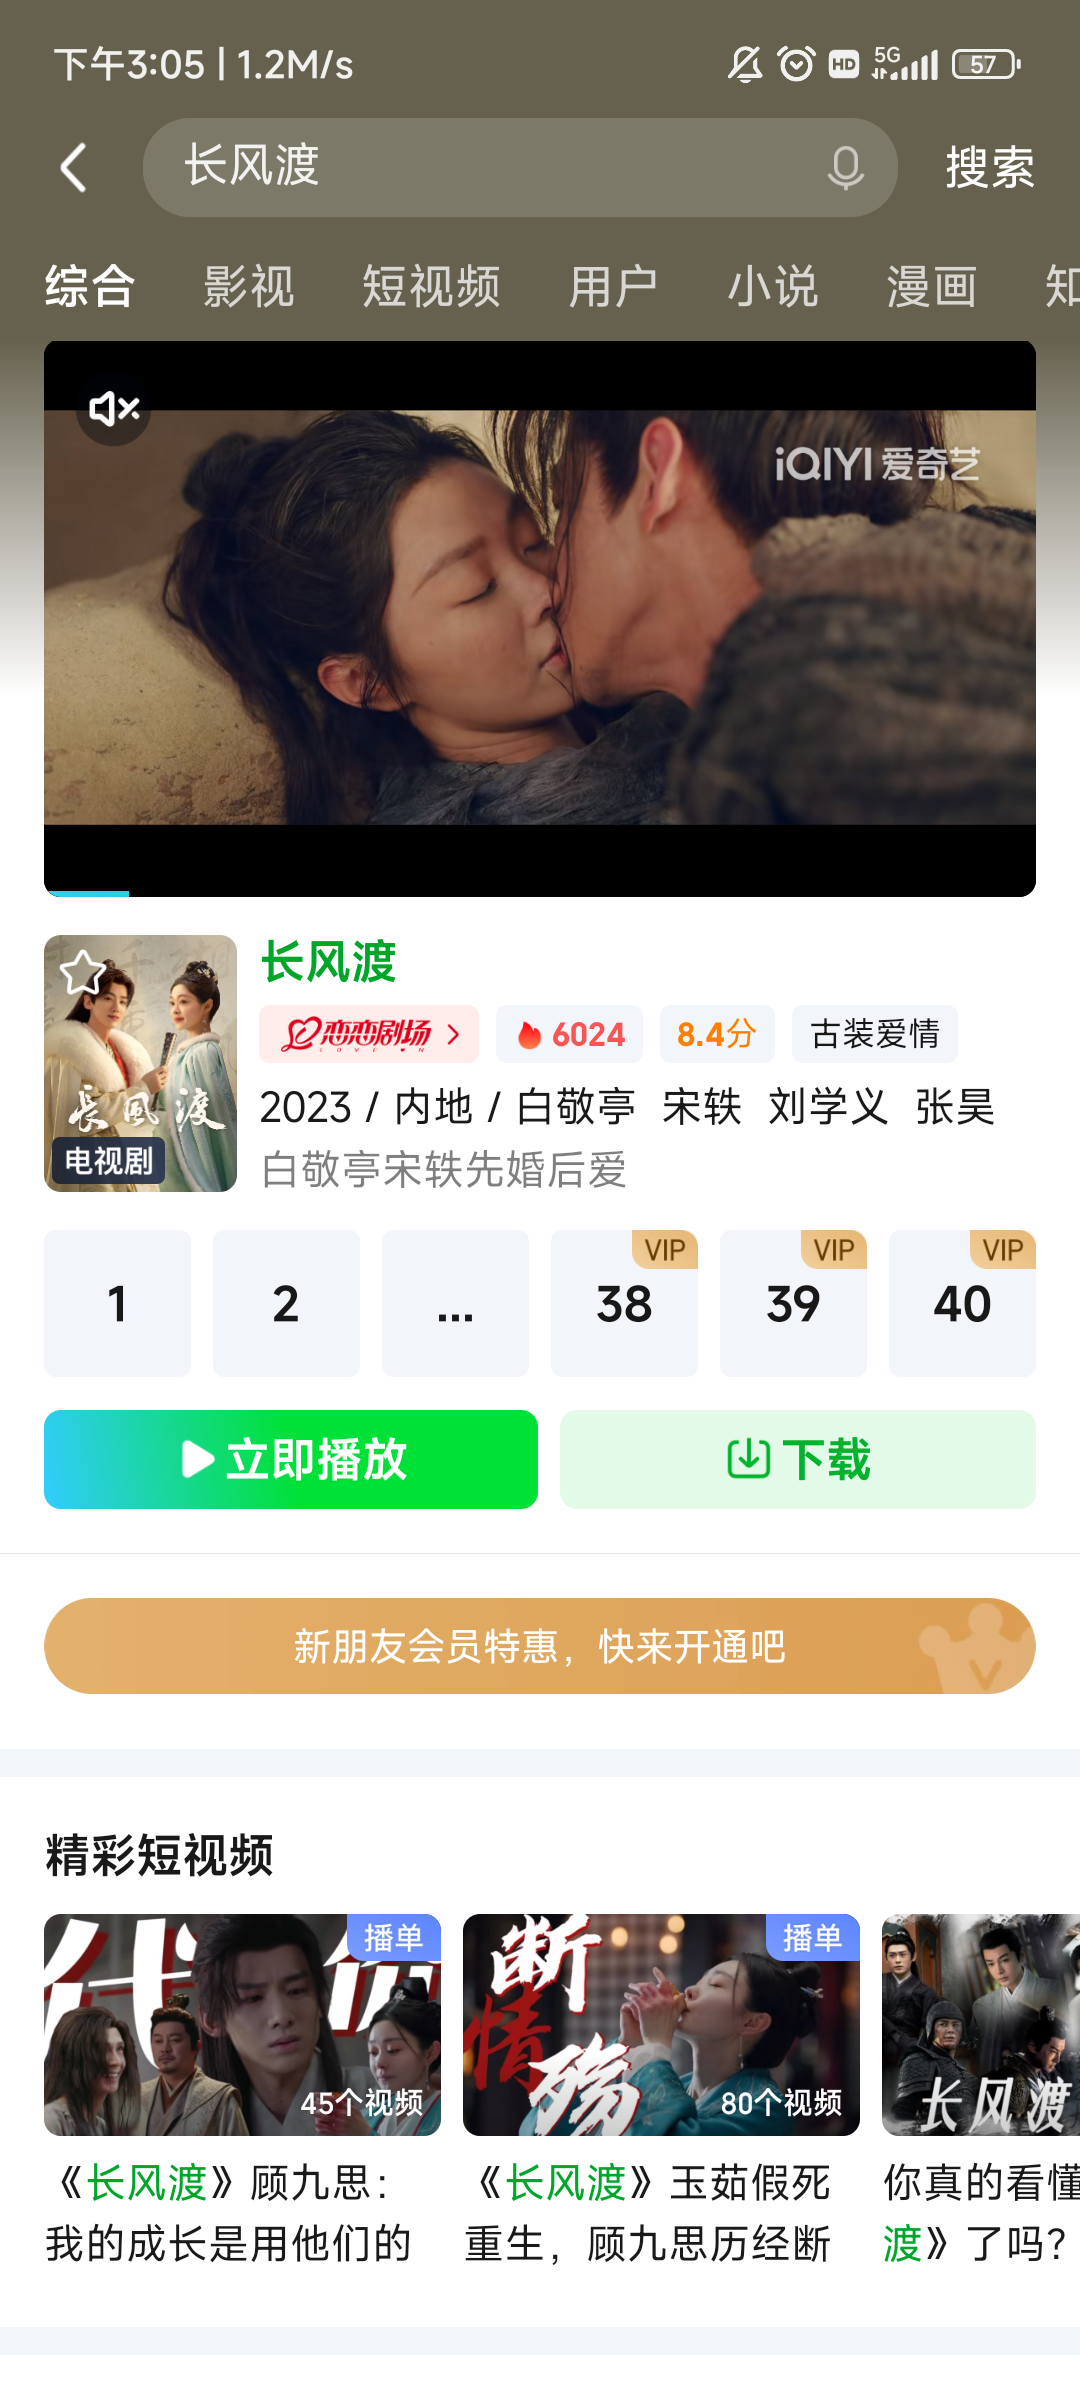 下午3:05 | 1.2M/s
HD 5G 57
长风渡
搜索
综合 影视 短视频 用户 小说 漫画 知
iQIYI 爱奇艺
长风渡
恋恋剧场 6024 8.4分 古装爱情
2023 / 内地 / 白敬亭 宋轶 刘学义 张昊
白敬亭宋轶先婚后爱
長風渡
电视剧
1 2 ... 38 VIP 39 VIP 40 VIP
立即播放 下载
新朋友会员特惠，快来开通吧
精彩短视频
播单
45个视频
《长风渡》顾九思：
我的成长是用他们的
断情殇
播单
80个视频
《长风渡》玉茹假死
重生，顾九思历经断
长风渡
你真的看懂
渡》了吗？